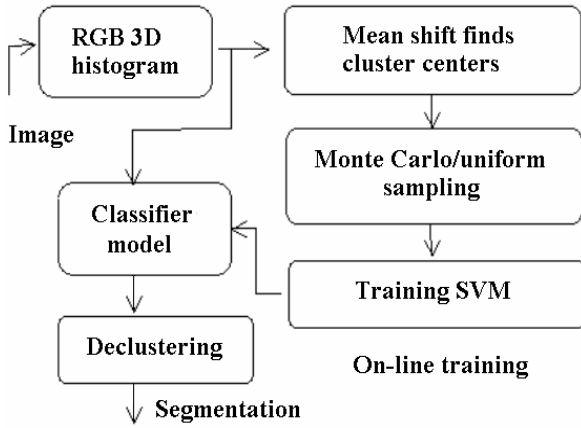 RGB 3D
histogram
Mean shift finds
cluster centers
Image
Monte Carlo/uniform
sampling
Classifier
model
Training SVM
Declustering
On-line training
Segmentation